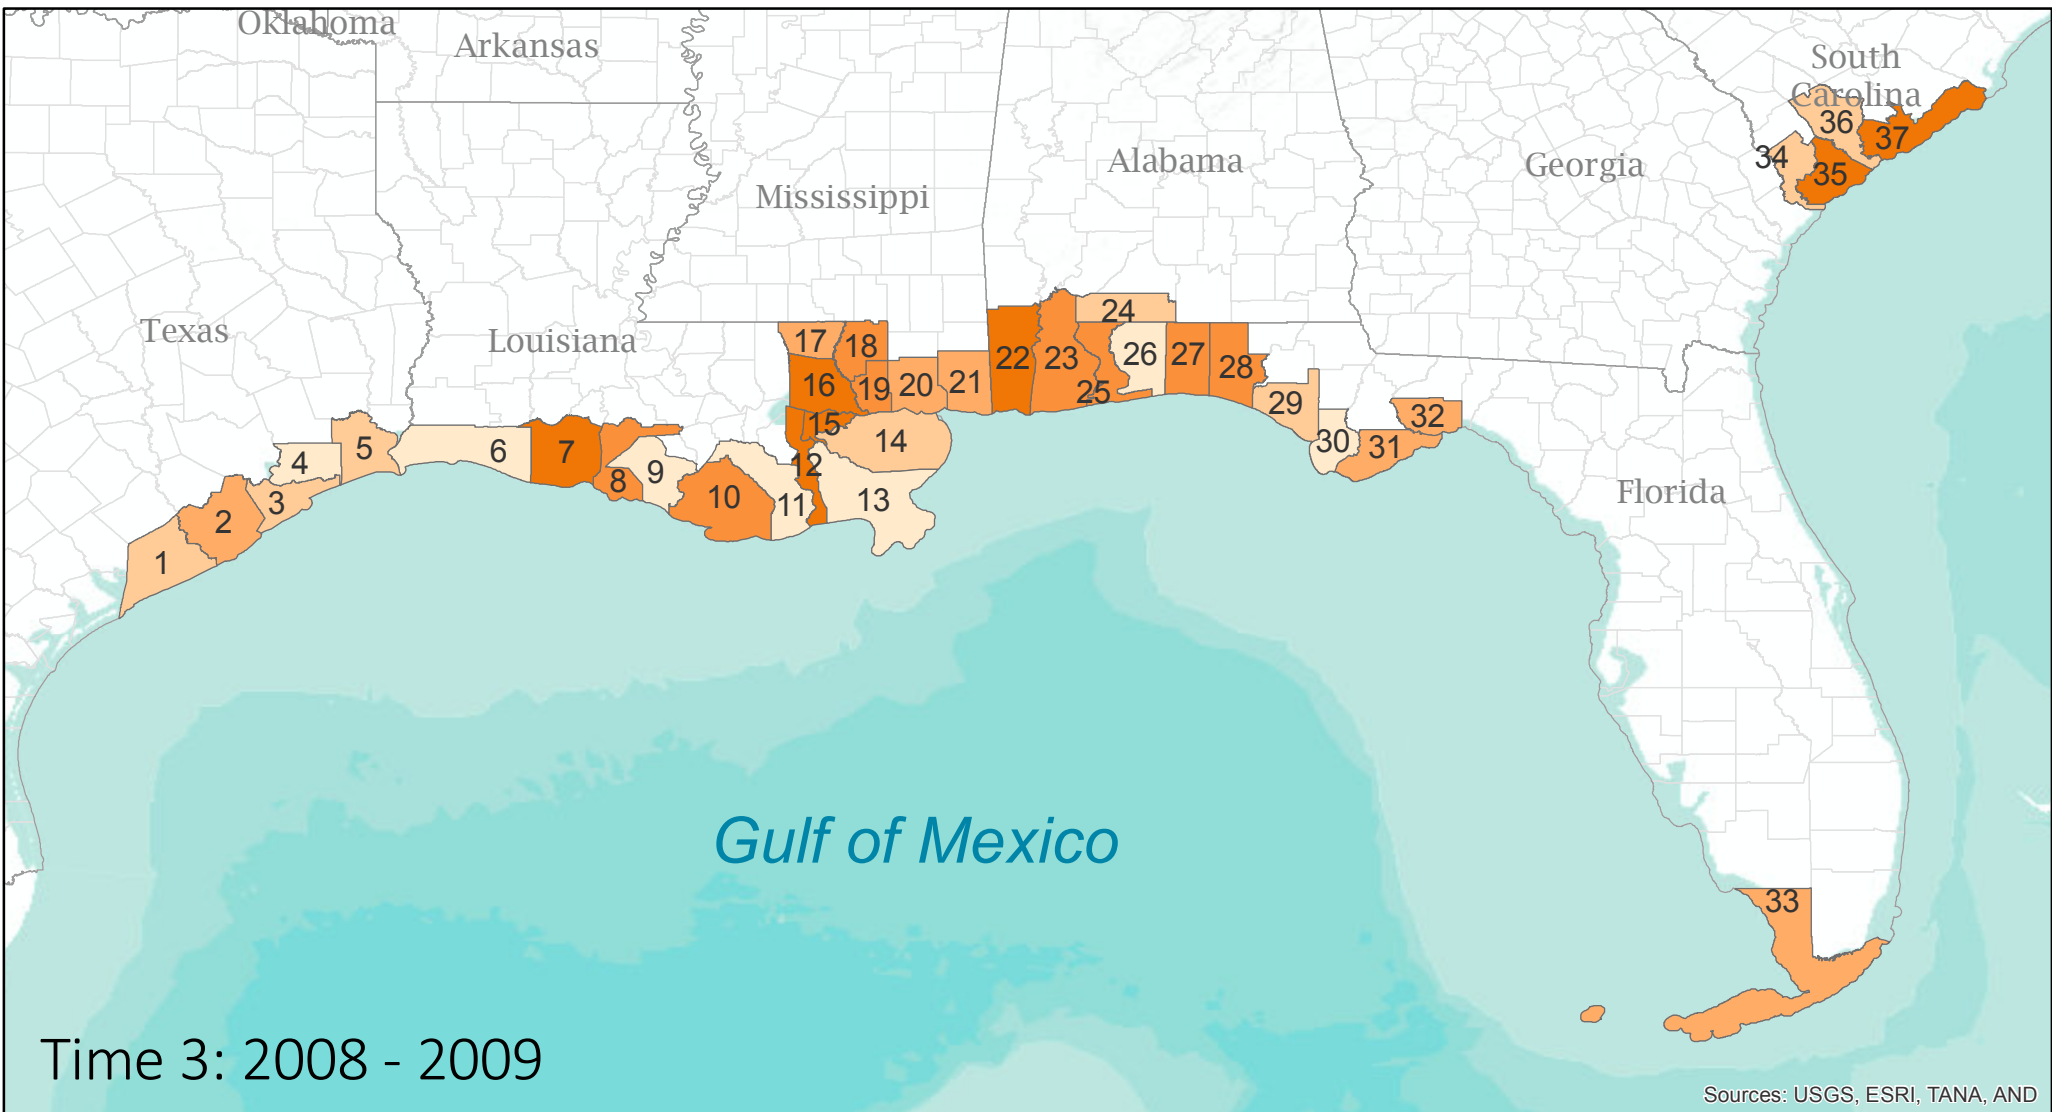 Oklahoma
Arkansas
South
Carolina
36
37
34
35
Alabama
Georgia
Mississippi
Texas
Louisiana
24
17
18
22
23
26
27
28
16
19
20
21
25
29
15
14
32
5
6
7
12
30
31
4
8
9
10
11
13
3
2
1
Florida
Gulf of Mexico
33
Time 3: 2008 - 2009
Sources: USGS, ESRI, TANA, AND